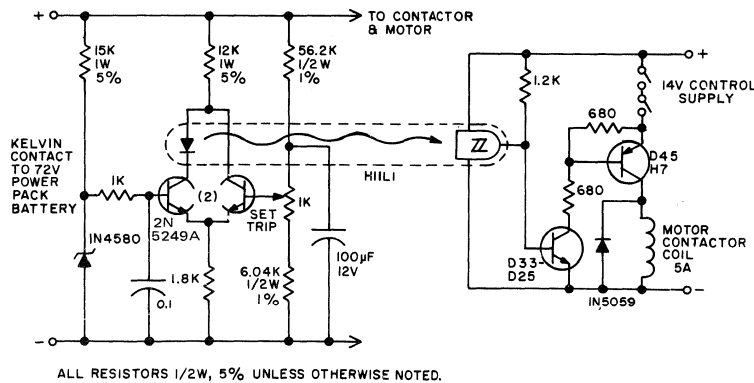 +
TO CONTACTOR
& MOTOR
15K
1W
5%
12K
1W
5%
56.2K
1/2W
1%
+
1.2K
14V CONTROL
SUPPLY
680
KELVIN
CONTACT
TO 72V
POWER
PACK
BATTERY
H11L1
D45
H7
1K
(2)
680
2N
5249A
SET
TRIP
1K
1N4580
MOTOR
CONTACTOR
COIL
5A
100µF
12V
D33-
D25
1.8K
6.04K
1/2W
1%
0.1
1N5059
-
-
ALL RESISTORS 1/2W, 5% UNLESS OTHERWISE NOTED.